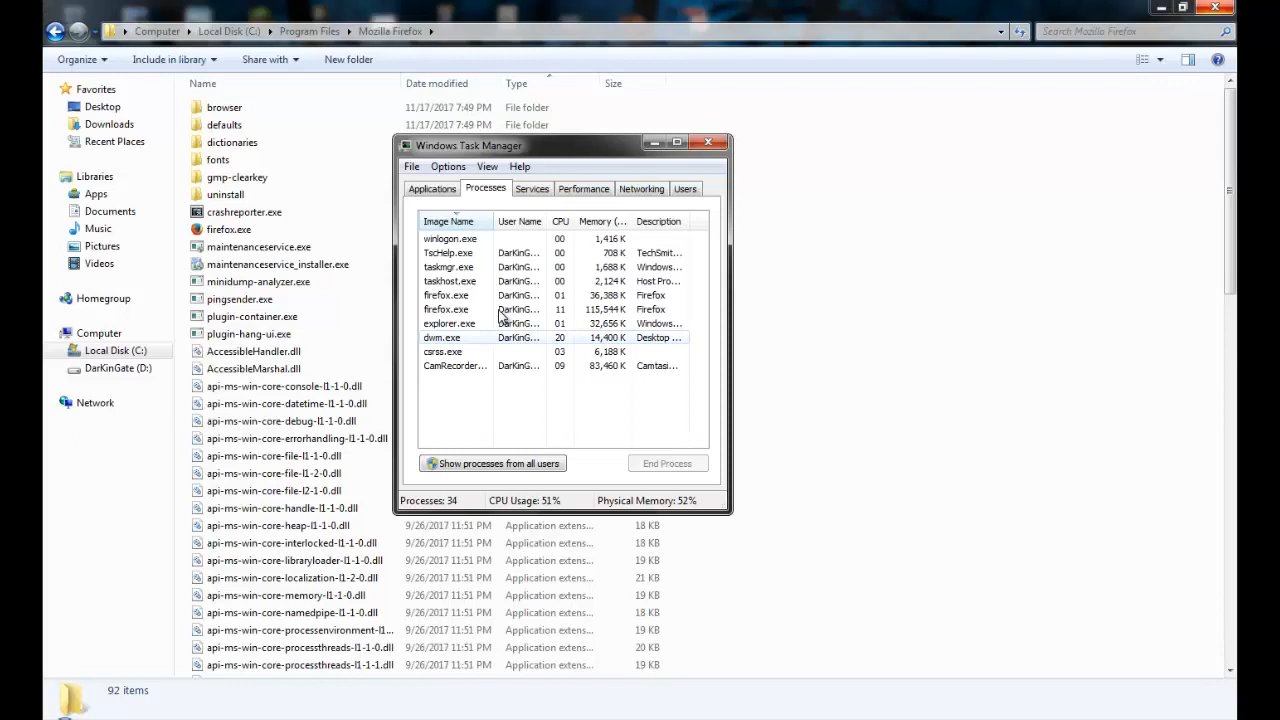 Computer Local Disk (C:) Program Files Mozilla Firefox
Search Mozilla Firefox
Organize Include in library Share with New folder
Favorites
Desktop
Downloads
Recent Places
Libraries
Apps
Documents
Music
Pictures
Videos
Homegroup
Computer
Local Disk (C:)
DarKinGate (D:)
Network
Name Date modified Type Size
browser 11/17/2017 7:49 PM File folder
defaults 11/17/2017 7:49 PM File folder
dictionaries
fonts
gmp-clearkey
uninstall
crashreporter.exe
firefox.exe
maintenanceservice.exe
maintenanceservice_installer.exe
minidump-analyzer.exe
pingsender.exe
plugin-container.exe
plugin-hang-ui.exe
AccessibleHandler.dll
AccessibleMarshal.dll
api-ms-win-core-console-l1-1-0.dll
api-ms-win-core-datetime-l1-1-0.dll
api-ms-win-core-debug-l1-1-0.dll
api-ms-win-core-errorhandling-l1-1-0.dll
api-ms-win-core-file-l1-1-0.dll
api-ms-win-core-file-l1-2-0.dll
api-ms-win-core-file-l2-1-0.dll
api-ms-win-core-handle-l1-1-0.dll
api-ms-win-core-heap-l1-1-0.dll 9/26/2017 11:51 PM Application extens... 18 KB
api-ms-win-core-interlocked-l1-1-0.dll 9/26/2017 11:51 PM Application extens... 18 KB
api-ms-win-core-libraryloader-l1-1-0.dll 9/26/2017 11:51 PM Application extens... 19 KB
api-ms-win-core-localization-l1-2-0.dll 9/26/2017 11:51 PM Application extens... 21 KB
api-ms-win-core-memory-l1-1-0.dll 9/26/2017 11:51 PM Application extens... 19 KB
api-ms-win-core-namedpipe-l1-1-0.dll 9/26/2017 11:51 PM Application extens... 18 KB
api-ms-win-core-processenvironment-l1... 9/26/2017 11:51 PM Application extens... 19 KB
api-ms-win-core-processthreads-l1-1-0.dll 9/26/2017 11:51 PM Application extens... 20 KB
api-ms-win-core-processthreads-l1-1-1.dll 9/26/2017 11:51 PM Application extens... 19 KB
92 items
Windows Task Manager
File Options View Help
Applications Processes Services Performance Networking Users
Image Name User Name CPU Memory (... Description
winlogon.exe 00 1,416 K
TscHelp.exe DarKinG... 00 708 K TechSmit...
taskmgr.exe DarKinG... 00 1,688 K Windows...
taskhost.exe DarKinG... 00 2,124 K Host Pro...
firefox.exe DarKinG... 01 36,388 K Firefox
firefox.exe DarKinG... 11 115,544 K Firefox
explorer.exe DarKinG... 01 32,656 K Windows...
dwm.exe DarKinG... 20 14,400 K Desktop ...
csrss.exe 03 6,188 K
CamRecorder... DarKinG... 09 83,460 K Camtasi...
Show processes from all users End Process
Processes: 34 CPU Usage: 51% Physical Memory: 52%